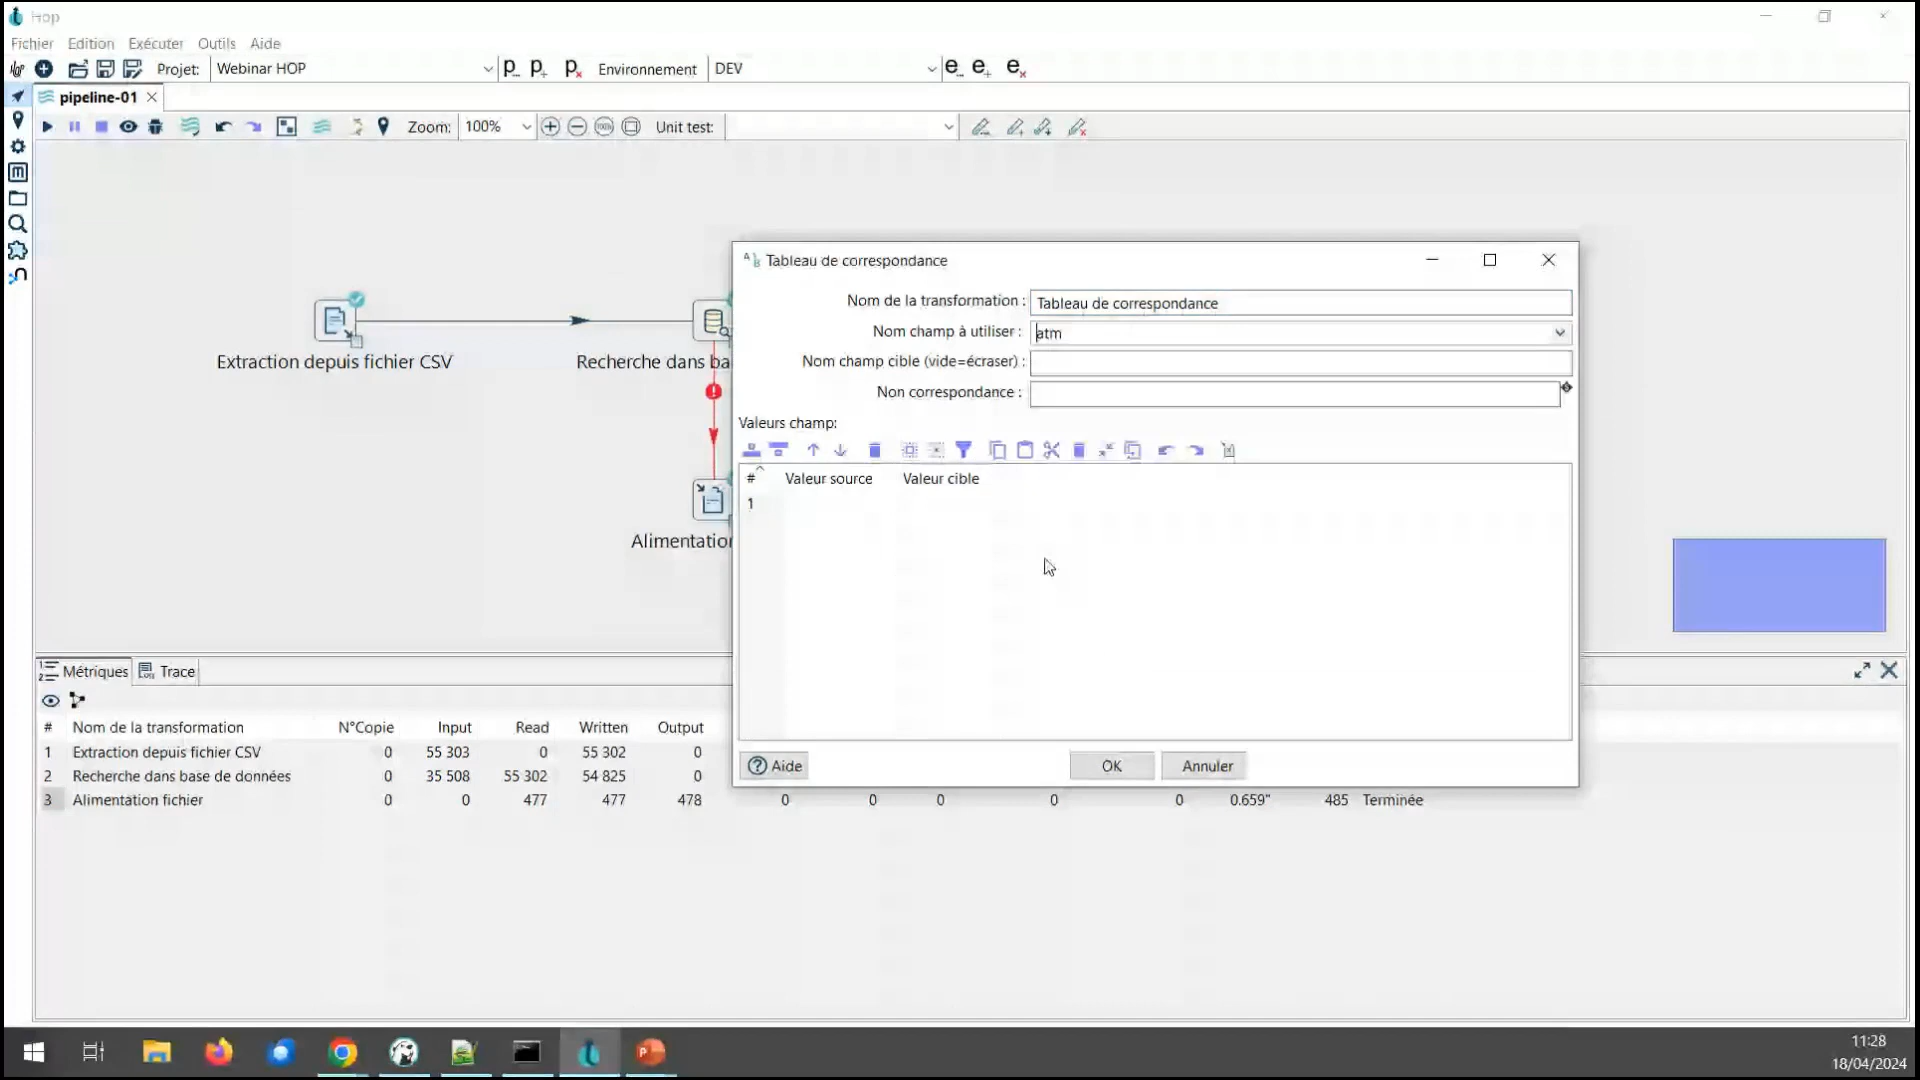 Hop
Fichier Edition Exécuter Outils Aide
Projet: Webinar HOP Environnement DEV
pipeline-01
Zoom: 100% Unit test:
Tableau de correspondance
Nom de la transformation : Tableau de correspondance
Nom champ à utiliser : atm
Nom champ cible (vide=écraser) :
Non correspondance :
Valeurs champ:
# Valeur source Valeur cible
1
Aide OK Annuler
Extraction depuis fichier CSV
Recherche dans ba
Alimentation
Métriques Trace
# Nom de la transformation N°Copie Input Read Written Output
1 Extraction depuis fichier CSV 0 55 303 0 55 302 0
2 Recherche dans base de données 0 35 508 55 302 54 825 0
3 Alimentation fichier 0 0 477 477 478 0 0 0 0 0 0.659" 485 Terminée
11:28
18/04/2024